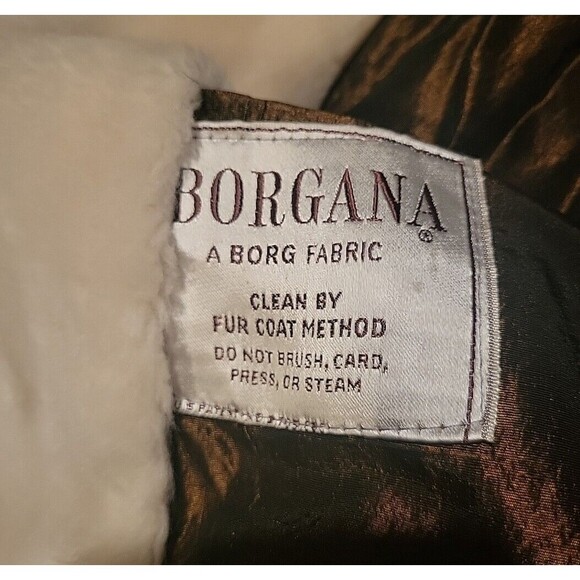 BORGANA®
A BORG FABRIC
CLEAN BY
FUR COAT METHOD
DO NOT BRUSH, CARD,
PRESS, OR STEAM